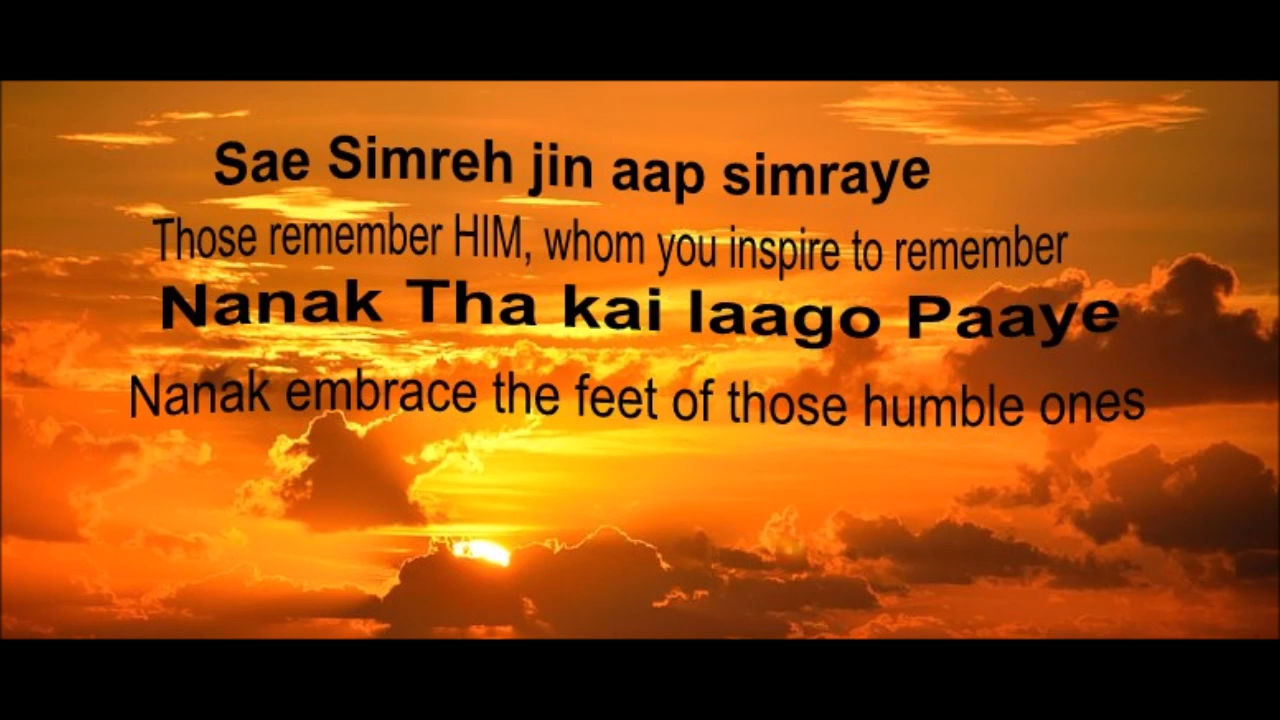 Sae Simreh jin aap simraye
Those remember HIM, whom you inspire to remember
Nanak Tha kai laago Paaye
Nanak embrace the feet of those humble ones